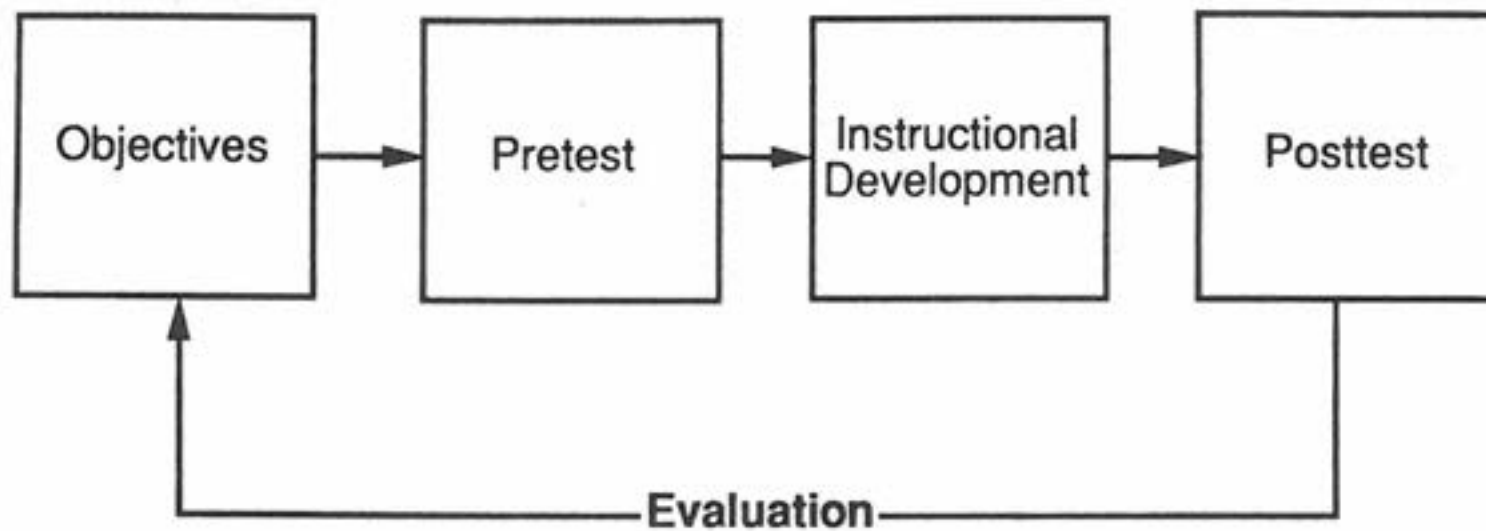 Objectives
Pretest
Instructional
Development
Posttest
Evaluation